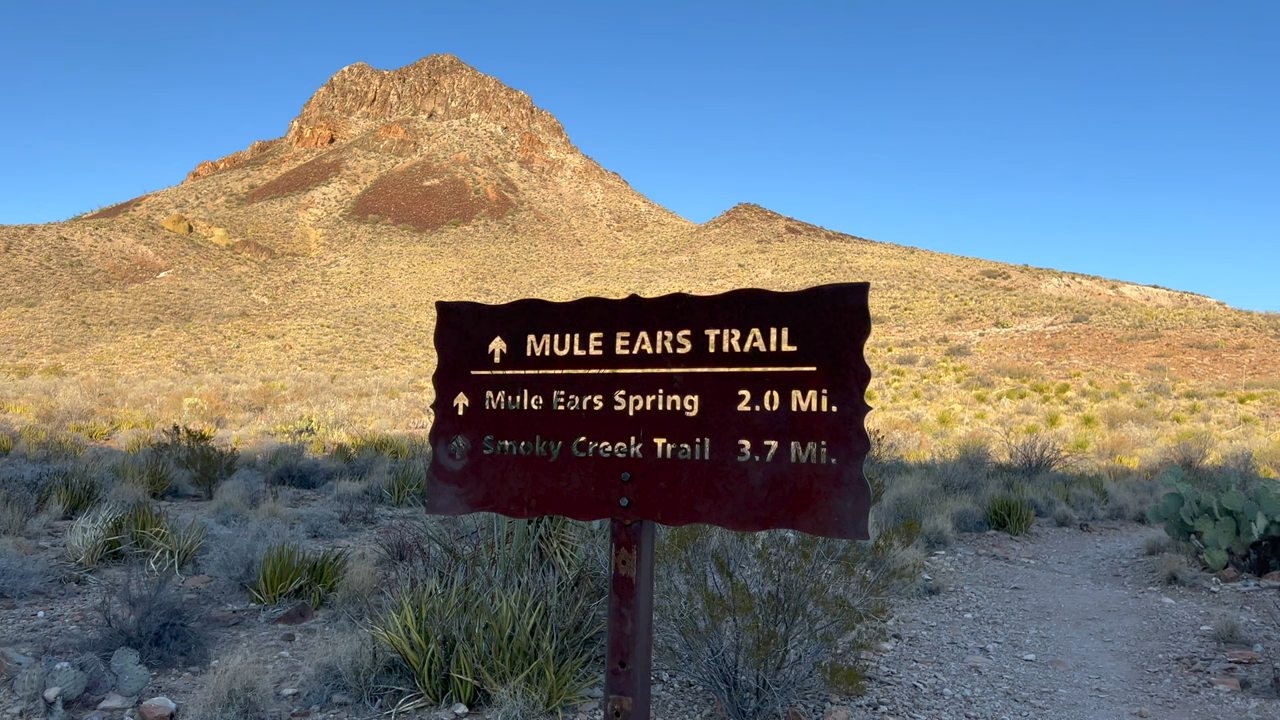 ↑ MULE EARS TRAIL
↑ Mule Ears Spring 2.0 Mi.
↑ Smoky Creek Trail 3.7 Mi.